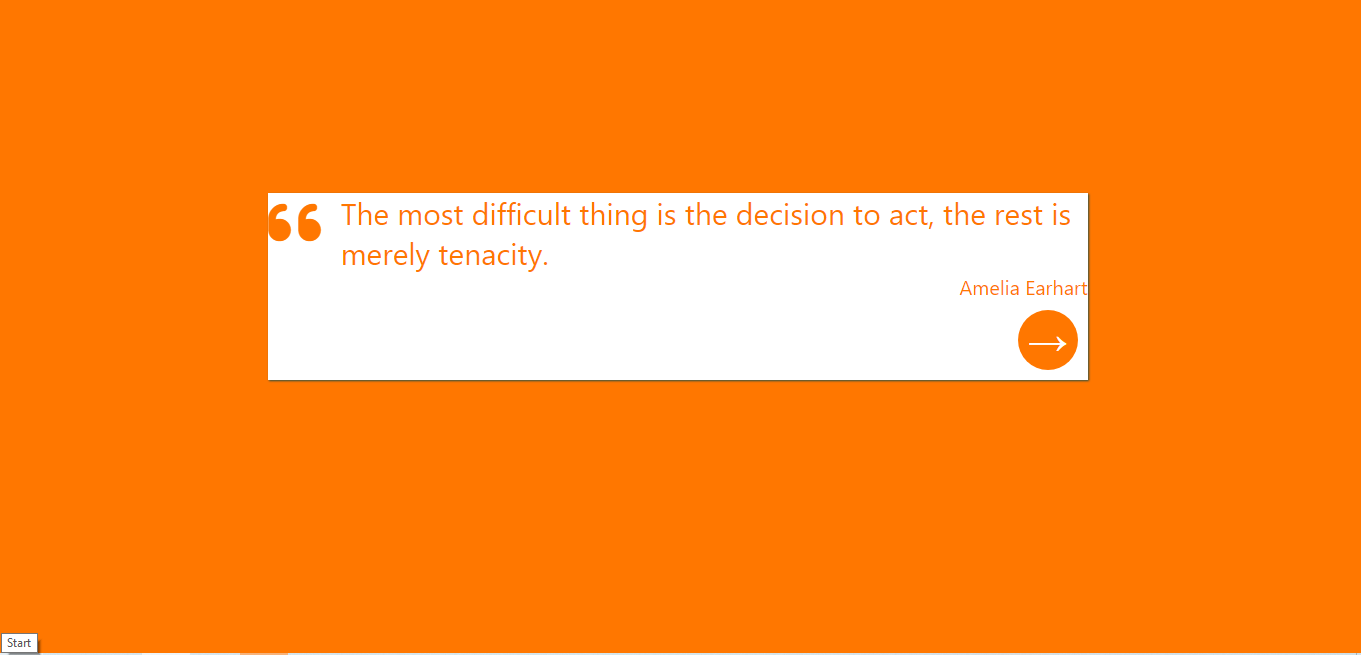 The most difficult thing is the decision to act, the rest is
merely tenacity.
Amelia Earhart
Start